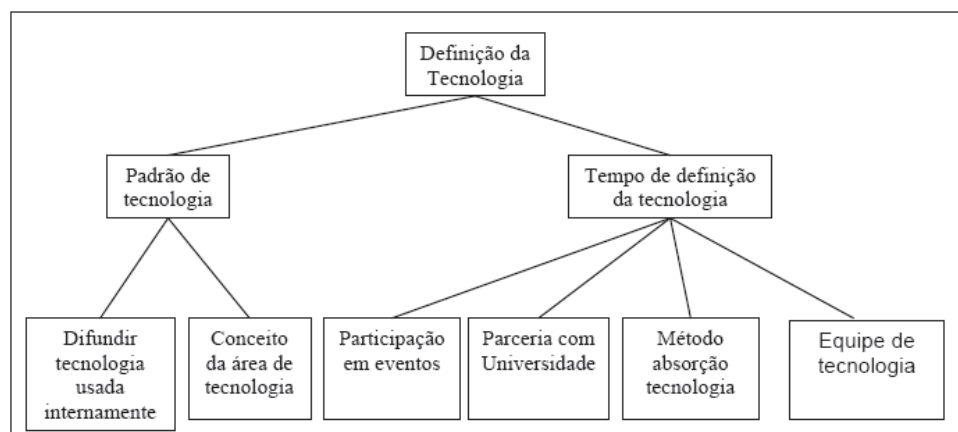 Definição da
Tecnologia
Padrão de
tecnologia
Tempo de definição
da tecnologia
Difundir
tecnologia
usada
internamente
Conceito
da área de
tecnologia
Participação
em eventos
Parceria com
Universidade
Método
absorção
tecnologia
Equipe de
tecnologia